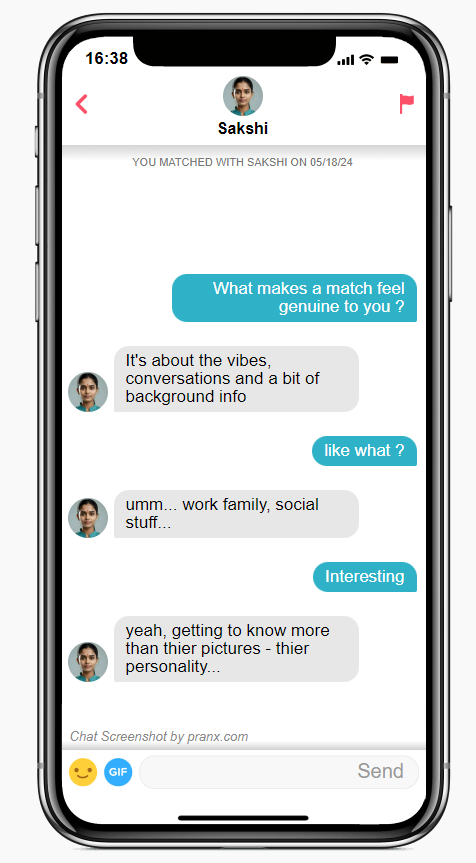 16:38
Sakshi
YOU MATCHED WITH SAKSHI ON 05/18/24
What makes a match feel
genuine to you ?
It's about the vibes,
conversations and a bit of
background info
like what ?
umm... work family, social
stuff...
Interesting
yeah, getting to know more
than thier pictures - thier
personality...
Chat Screenshot by pranx.com
GIF
Send